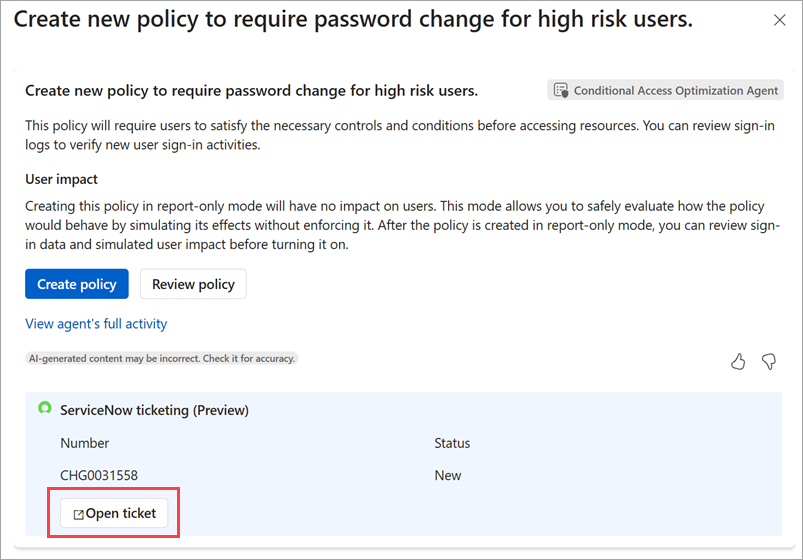 Create new policy to require password change for high risk users.
Create new policy to require password change for high risk users.
Conditional Access Optimization Agent
This policy will require users to satisfy the necessary controls and conditions before accessing resources. You can review sign-in
logs to verify new user sign-in activities.
User impact
Creating this policy in report-only mode will have no impact on users. This mode allows you to safely evaluate how the policy
would behave by simulating its effects without enforcing it. After the policy is created in report-only mode, you can review sign-
in data and simulated user impact before turning it on.
Create policy
Review policy
View agent's full activity
AI-generated content may be incorrect. Check it for accuracy.
ServiceNow ticketing (Preview)
Number
Status
CHG0031558
New
Open ticket